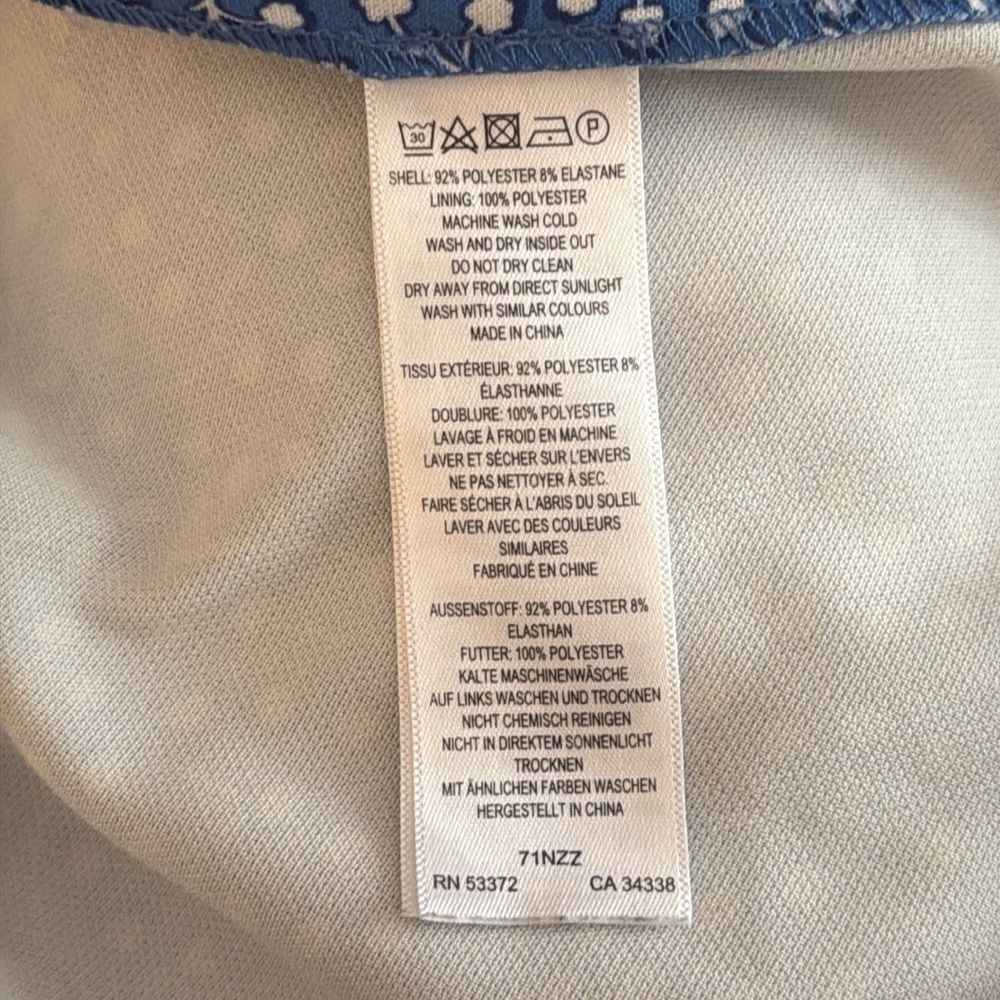 30 P
SHELL: 92% POLYESTER 8% ELASTANE
LINING: 100% POLYESTER
MACHINE WASH COLD
WASH AND DRY INSIDE OUT
DO NOT DRY CLEAN
DRY AWAY FROM DIRECT SUNLIGHT
WASH WITH SIMILAR COLOURS
MADE IN CHINA
TISSU EXTÉRIEUR: 92% POLYESTER 8%
ÉLASTHANNE
DOUBLURE: 100% POLYESTER
LAVAGE À FROID EN MACHINE
LAVER ET SÉCHER SUR L'ENVERS
NE PAS NETTOYER À SEC.
FAIRE SÉCHER À L'ABRIS DU SOLEIL
LAVER AVEC DES COULEURS
SIMILAIRES
FABRIQUÉ EN CHINE
AUSSENSTOFF: 92% POLYESTER 8%
ELASTHAN
FUTTER: 100% POLYESTER
KALTE MASCHINENWÄSCHE
AUF LINKS WASCHEN UND TROCKNEN
NICHT CHEMISCH REINIGEN
NICHT IN DIREKTEM SONNENLICHT
TROCKNEN
MIT ÄHNLICHEN FARBEN WASCHEN
HERGESTELLT IN CHINA
71NZZ
RN 53372 CA 34338